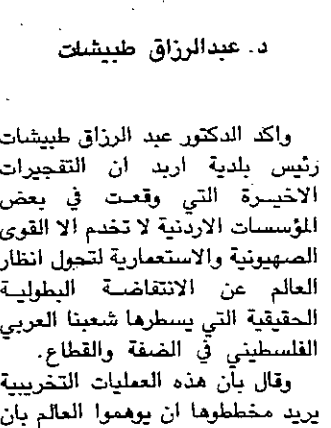 د. عبدالرزاق طبيشات
واكد الدكتور عبد الرزاق طبيشات
رئيس بلدية اربد ان التفجيرات
الاخيرة التي وقعت في بعض
المؤسسات الاردنية لا تخدم الا القوى
الصهيونية والاستعمارية لتحول انظار
العالم عن الانتفاضة البطولية
الحقيقية التي يسطرها شعبنا العربي
الفلسطيني في الضفة والقطاع.
وقال بأن هذه العمليات التخريبية
يريد مخططوها ان يوهموا العالم بان